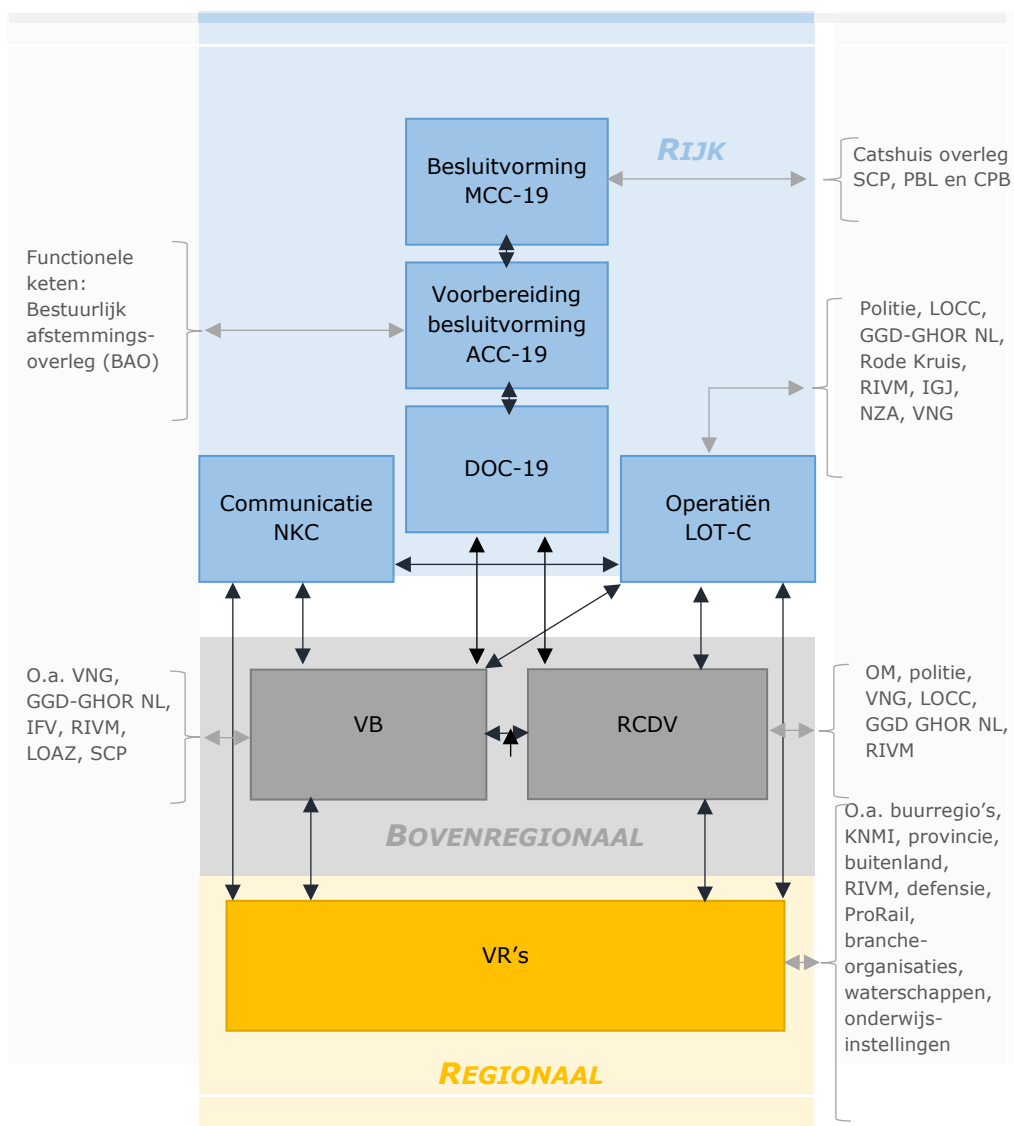 RIJK
Besluitvorming
MCC-19
Catshuis overleg
SCP, PBL en CPB
Functionele
keten:
Bestuurlijk
afstemmings-
overleg (BAO)
Voorbereiding
besluitvorming
ACC-19
Politie, LOCC,
GGD-GHOR NL,
Rode Kruis,
RIVM, IGJ,
NZA, VNG
DOC-19
Communicatie
NKC
Operatiën
LOT-C
O.a. VNG,
GGD-GHOR NL,
IFV, RIVM,
LOAZ, SCP
VB
RCDV
OM, politie,
VNG, LOCC,
GGD GHOR NL,
RIVM
BOVENREGIONAAL
O.a. buurregio's,
KNMI, provincie,
buitenland,
RIVM, defensie,
ProRail,
branche-
organisaties,
waterschappen,
onderwijs-
instellingen
VR's
REGIONAAL